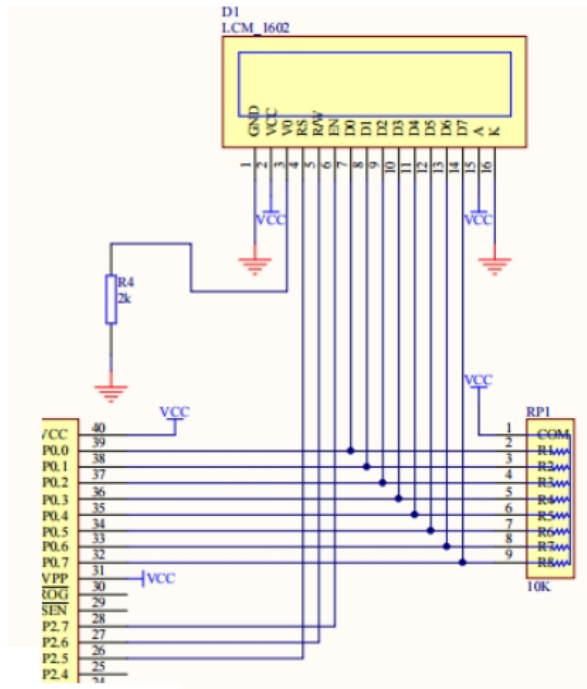 D1
LCM_1602
GND
VCC
V0
RS
R/W
EN
D0
D1
D2
D3
D4
D5
D6
D7
A
K
1
2
3
4
5
6
7
8
9
10
11
12
13
14
15
16
VCC
VCC
R4
2k
VCC
VCC
RP1
VCC 40
P0.0 39
P0.1 38
P0.2 37
P0.3 36
P0.4 35
P0.5 34
P0.6 33
P0.7 32
VPP 31 VCC
ROG 30
SEN 29
P2.7 28
P2.6 27
P2.5 26
P2.4 25
24
1 COM
2 R1
3 R2
4 R3
5 R4
6 R5
7 R6
8 R7
9 R8
10K